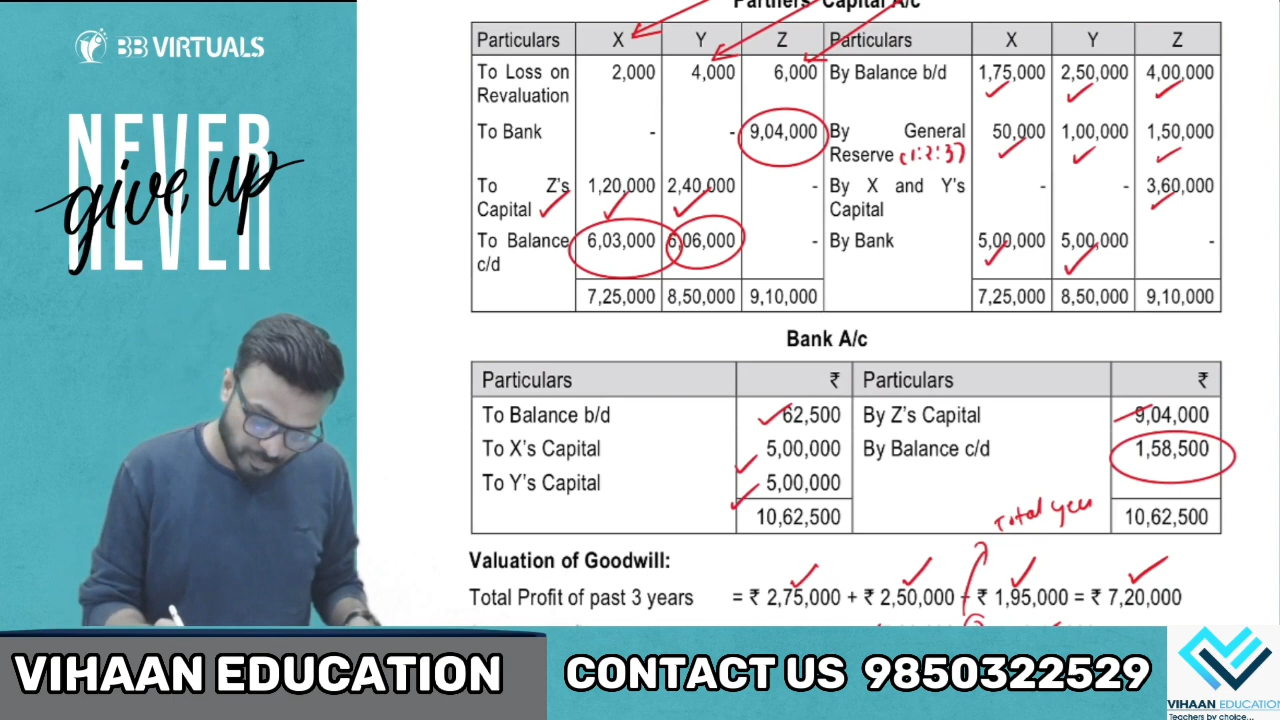 Partners' Capital A/c
BB VIRTUALS
NEVER
give up
NEVER
Particulars X Y Z Particulars X Y Z
To Loss on Revaluation 2,000 4,000 6,000 By Balance b/d 1,75,000 2,50,000 4,00,000
To Bank - - 9,04,000 By General Reserve (1:2:3) 50,000 1,00,000 1,50,000
To Z's Capital 1,20,000 2,40,000 - By X and Y's Capital - - 3,60,000
To Balance c/d 6,03,000 6,06,000 - By Bank 5,00,000 5,00,000 -
7,25,000 8,50,000 9,10,000 7,25,000 8,50,000 9,10,000
Bank A/c
Particulars ₹ Particulars ₹
To Balance b/d 62,500 By Z's Capital 9,04,000
To X's Capital 5,00,000 By Balance c/d 1,58,500
To Y's Capital 5,00,000
10,62,500 10,62,500
Total year
Valuation of Goodwill:
Total Profit of past 3 years = ₹ 2,75,000 + ₹ 2,50,000 + ₹ 1,95,000 = ₹ 7,20,000
VIHAAN EDUCATION CONTACT US 9850322529
VIHAAN EDUCATION
Teachers by choice...